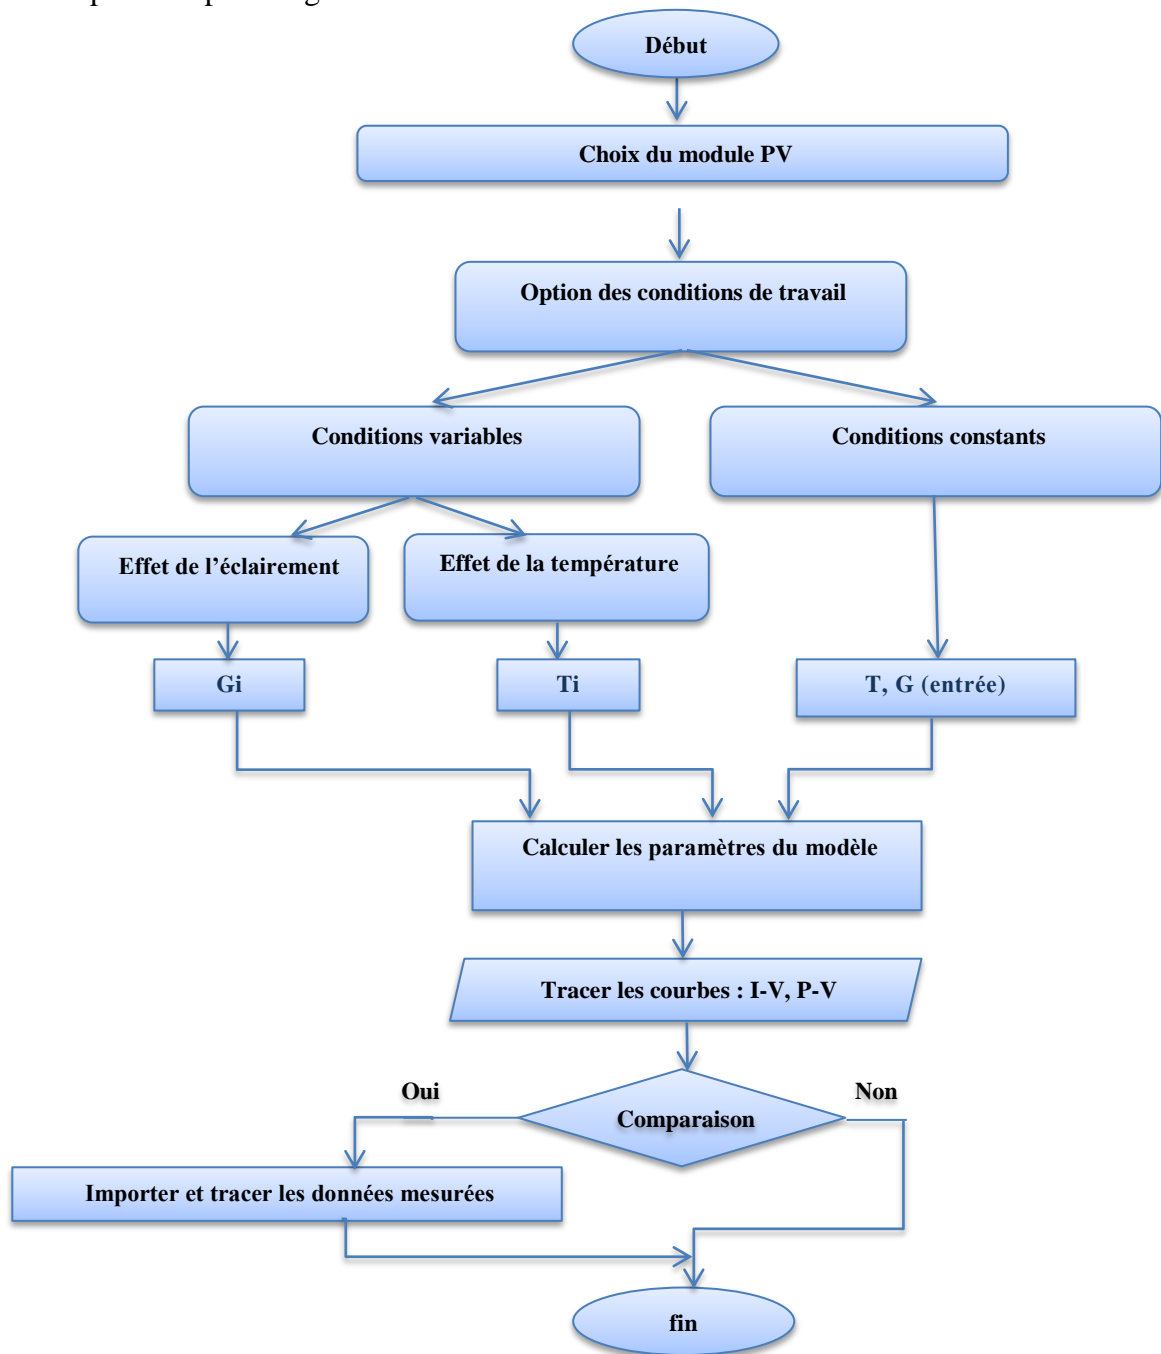 Début
Choix du module PV
Option des conditions de travail
Conditions variables
Conditions constants
Effet de l’éclairement
Effet de la température
Gi
Ti
T, G (entrée)
Calculer les paramètres du modèle
Tracer les courbes : I-V, P-V
Oui
Non
Comparaison
Importer et tracer les données mesurées
fin